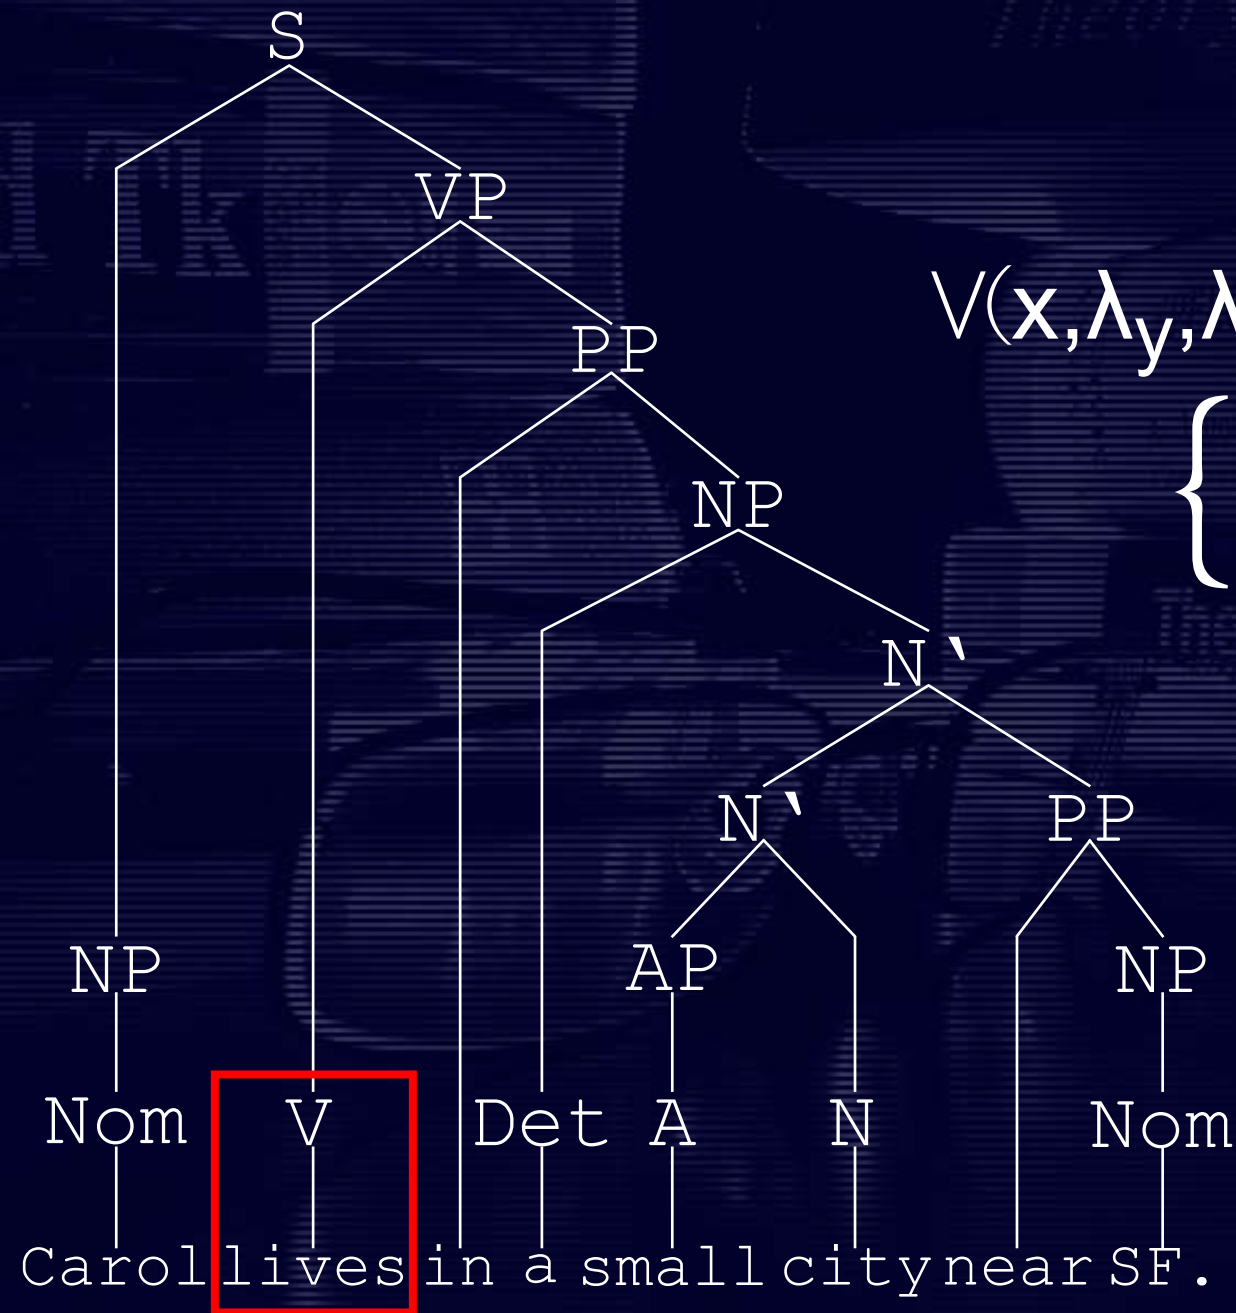 S
VP
PP
V(x,λy,λ
{
NP
N`
N` PP
NP AP NP
Nom V Det A N Nom
Carol lives in a small city near SF.